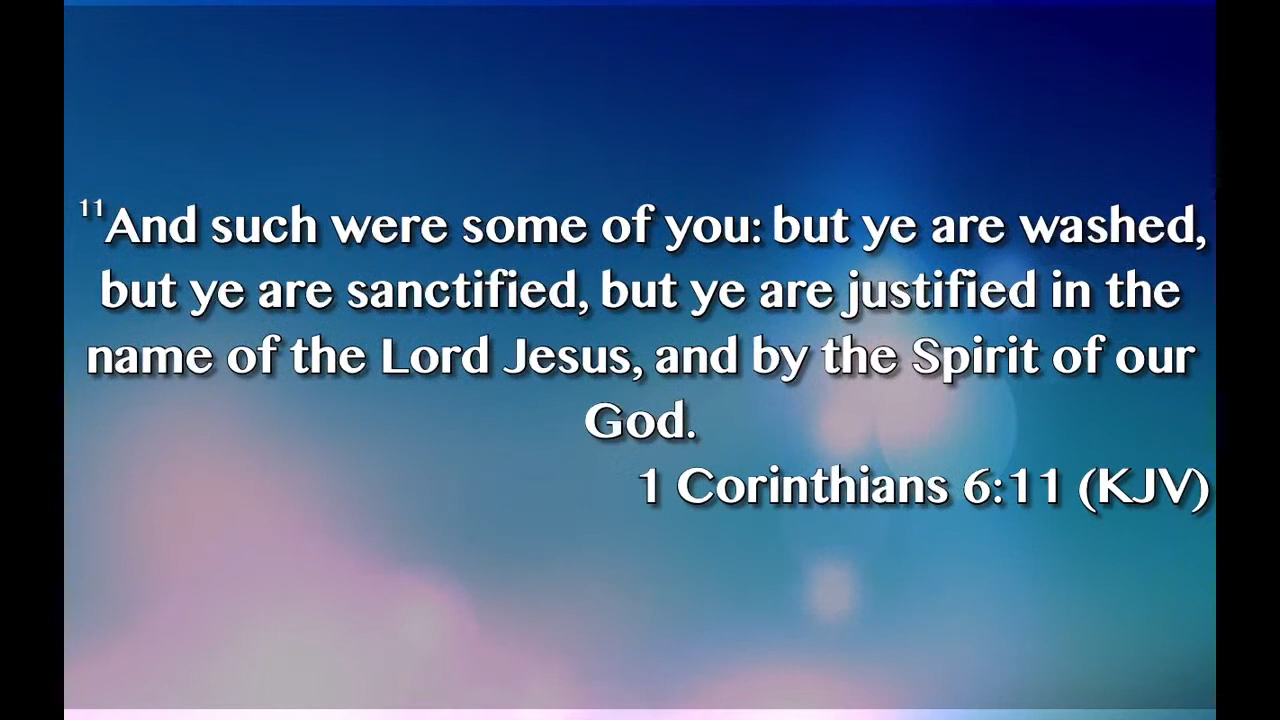 11And such were some of you: but ye are washed,
but ye are sanctified, but ye are justified in the
name of the Lord Jesus, and by the Spirit of our
God.
1 Corinthians 6:11 (KJV)